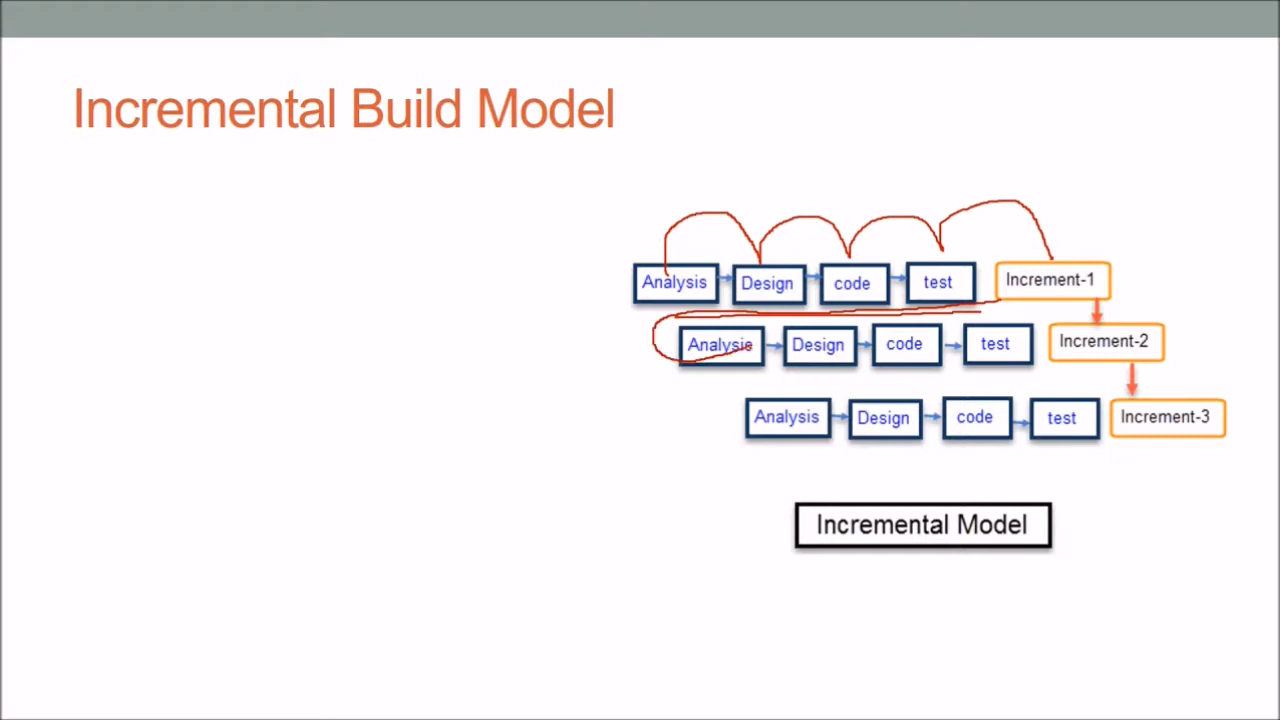 Incremental Build Model
Analysis Design code test Increment-1
Analysis Design code test Increment-2
Analysis Design code test Increment-3
Incremental Model